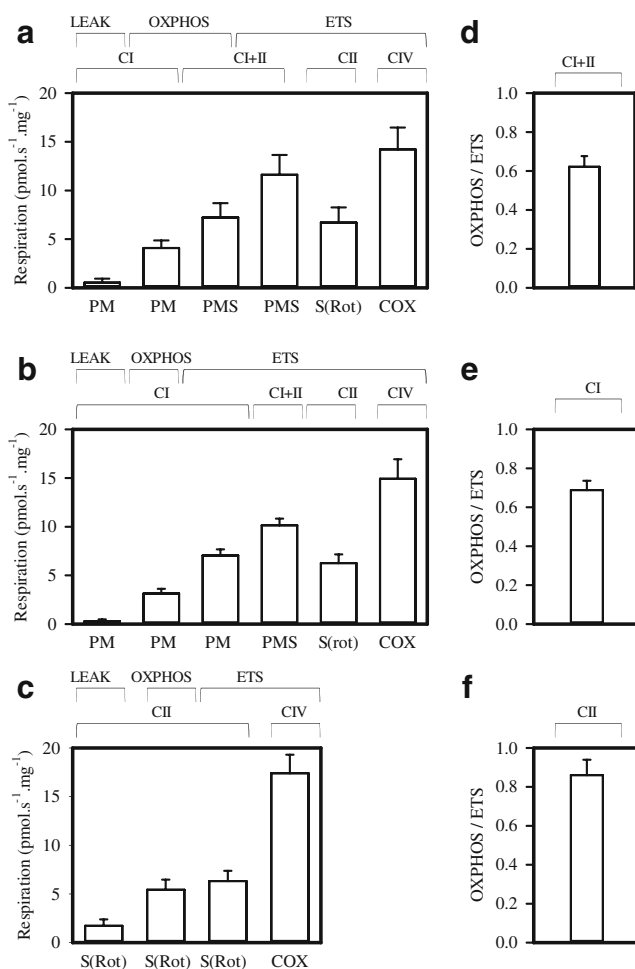 a
LEAK OXPHOS ETS
CI CI+II CII CIV
Respiration (pmol.s⁻¹.mg⁻¹)
20
15
10
5
0
PM PM PMS PMS S(Rot) COX
d
CI+II
OXPHOS / ETS
1.0
0.8
0.6
0.4
0.2
0.0
b
LEAK OXPHOS ETS
CI CI+II CII CIV
Respiration (pmol.s⁻¹.mg⁻¹)
20
15
10
5
0
PM PM PM PMS S(rot) COX
e
CI
OXPHOS / ETS
1.0
0.8
0.6
0.4
0.2
0.0
c
LEAK OXPHOS ETS
CII CIV
Respiration (pmol.s⁻¹.mg⁻¹)
20
15
10
5
0
S(Rot) S(Rot) S(Rot) COX
f
CII
OXPHOS / ETS
1.0
0.8
0.6
0.4
0.2
0.0